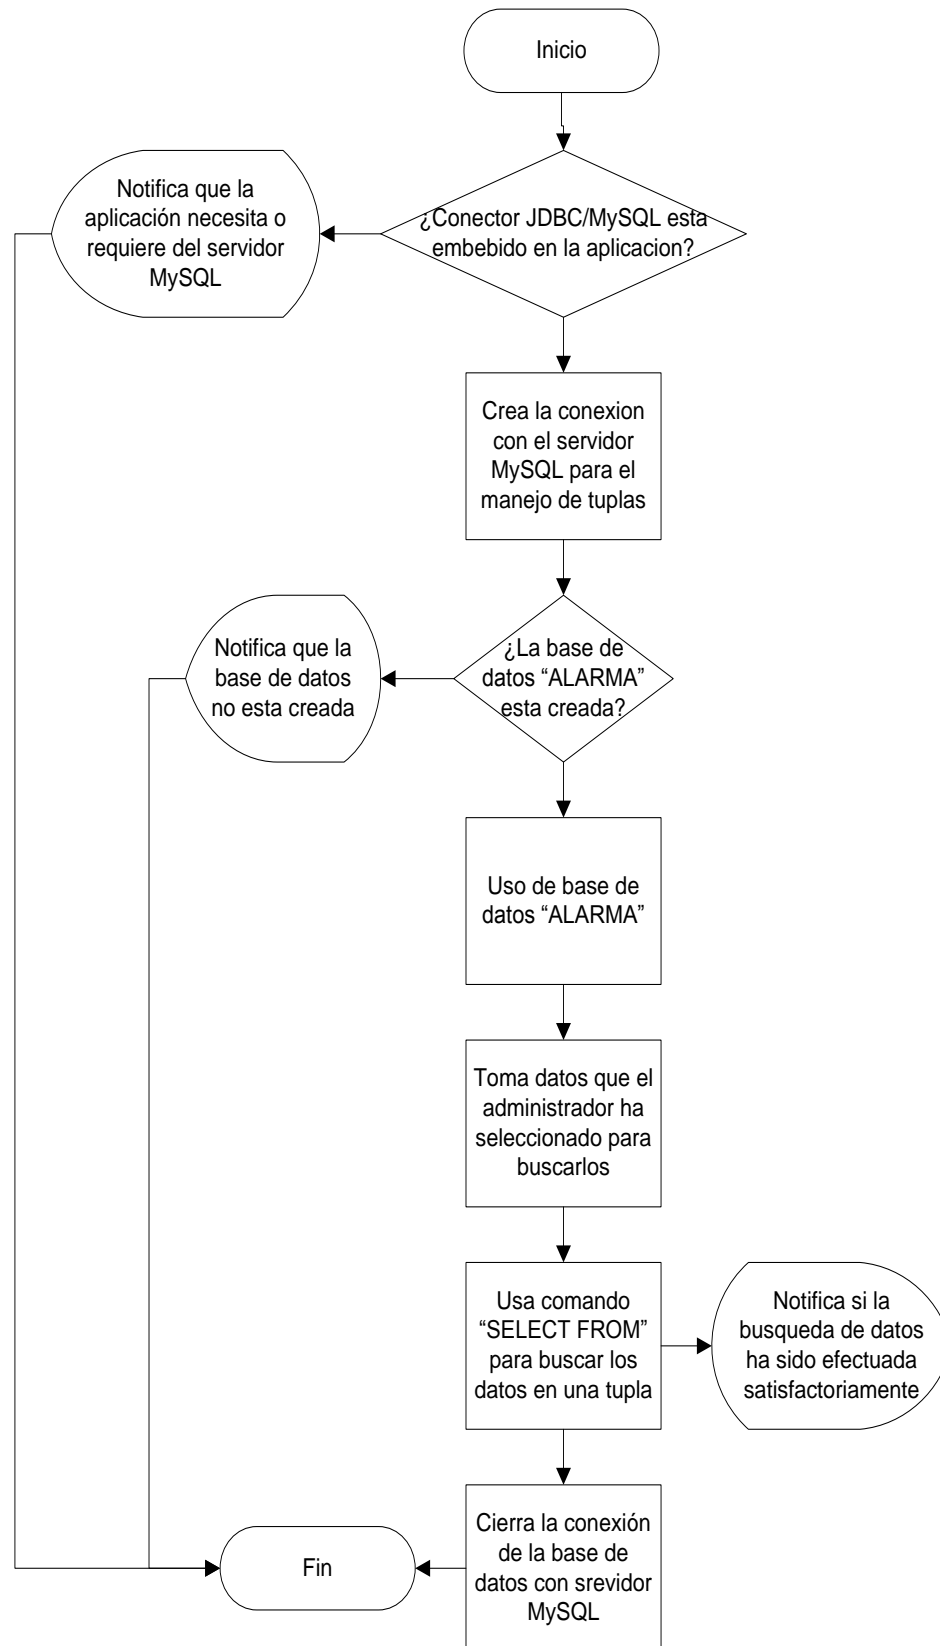 Inicio
Notifica que la
aplicación necesita o
requiere del servidor
MySQL
¿Conector JDBC/MySQL esta
embebido en la aplicacion?
Crea la conexion
con el servidor
MySQL para el
manejo de tuplas
Notifica que la
base de datos
no esta creada
¿La base de
datos “ALARMA”
esta creada?
Uso de base de
datos “ALARMA”
Toma datos que el
administrador ha
seleccionado para
buscarlos
Usa comando
“SELECT FROM”
para buscar los
datos en una tupla
Notifica si la
busqueda de datos
ha sido efectuada
satisfactoriamente
Cierra la conexión
de la base de
datos con srevidor
MySQL
Fin